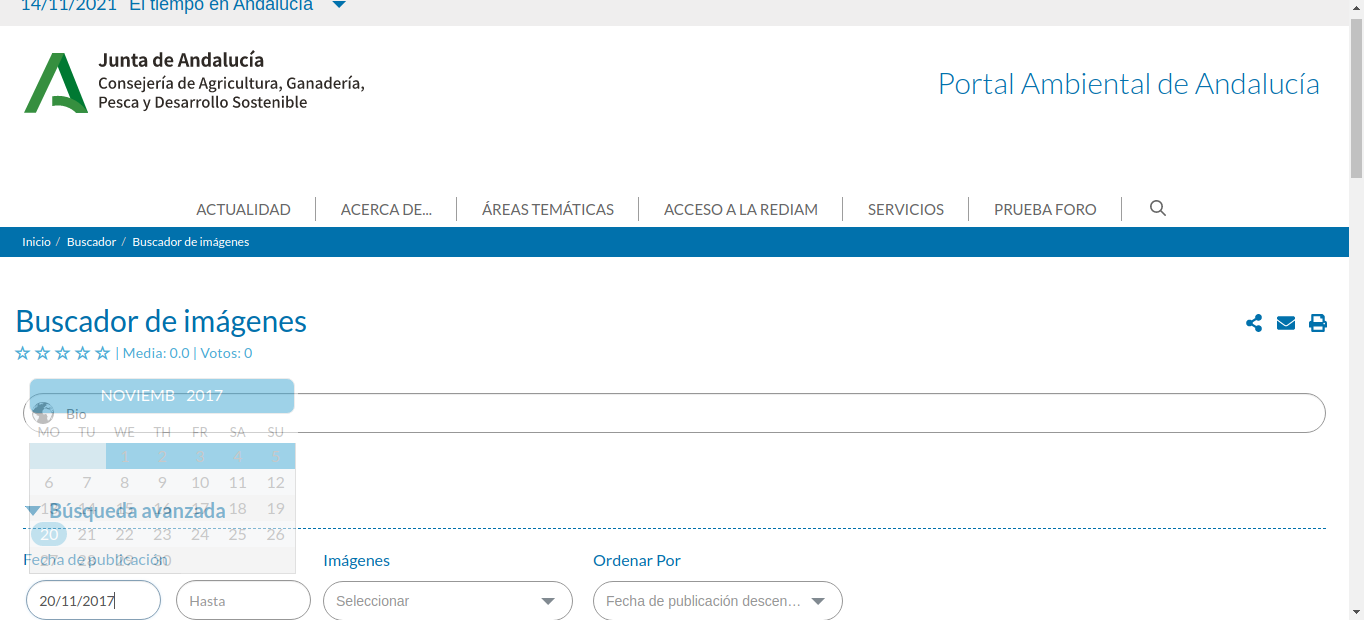 14/11/2021 El tiempo en Andalucía
Junta de Andalucía
Consejería de Agricultura, Ganadería,
Pesca y Desarrollo Sostenible
Portal Ambiental de Andalucía
ACTUALIDAD ACERCA DE... ÁREAS TEMÁTICAS ACCESO A LA REDIAM SERVICIOS PRUEBA FORO
Inicio / Buscador / Buscador de imágenes
Buscador de imágenes
| Media: 0.0 | Votos: 0
NOVIEMB 2017
Bio
MO TU WE TH FR SA SU
1 2 3 4 5
6 7 8 9 10 11 12
13 14 15 16 17 18 19
Búsqueda avanzada
20 21 22 23 24 25 26
27 28 29 30
Fecha de publicación Imágenes Ordenar Por
20/11/2017 Hasta Seleccionar Fecha de publicación descen...